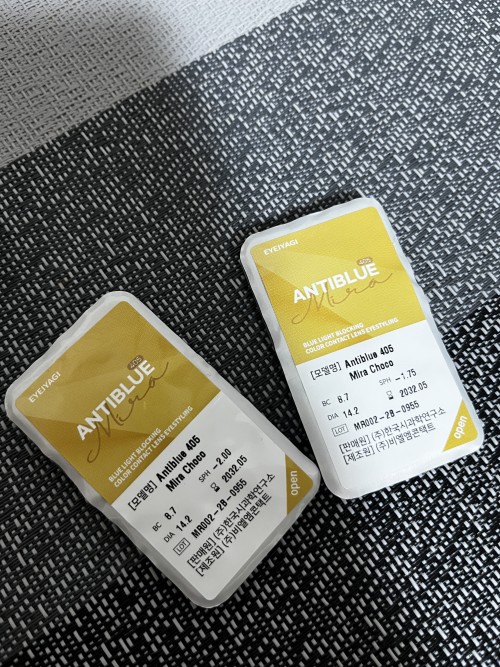 EYEIYAGI
405
ANTIBLUE
Mira
BLUE LIGHT BLOCKING
COLOR CONTACT LENS EYESTYLING
[모델명] Antiblue 405
Mira Choco
BC 8.7 SPH -2.00
DIA 14.2 2032.05
LOT MR002-2B-0955
[판매원] (주)한국시과학연구소
[제조원] (주)비엘엠콘택트
open
EYEIYAGI
405
ANTIBLUE
Mira
BLUE LIGHT BLOCKING
COLOR CONTACT LENS EYESTYLING
[모델명] Antiblue 405
Mira Choco
BC 8.7 SPH -1.75
DIA 14.2 2032.05
LOT MR002-2B-0955
[판매원] (주)한국시과학연구소
[제조원] (주)비엘엠콘택트
open